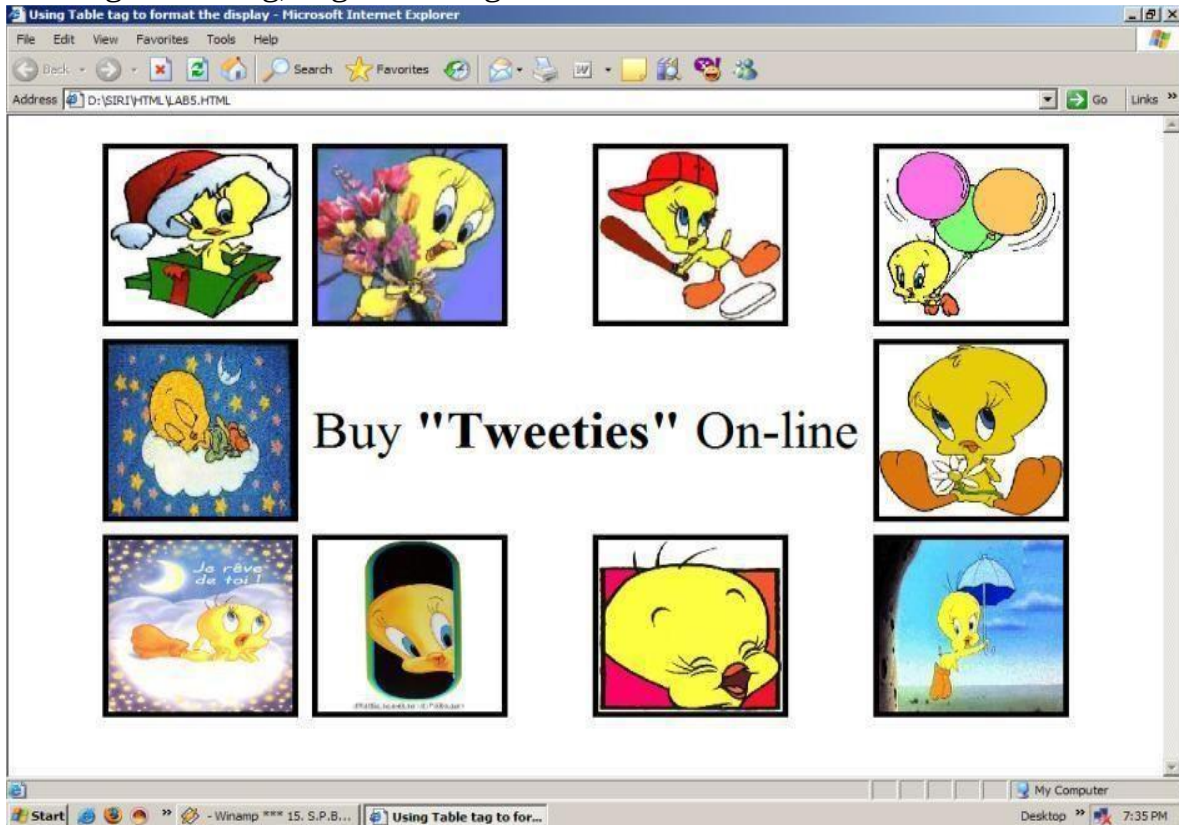 Using Table tag to format the display - Microsoft Internet Explorer
File Edit View Favorites Tools Help
Back Search Favorites
Address D:\SIRI\HTML\LAB5.HTML Go Links »
Buy "Tweeties" On-line
Je rêve
de toi !
My Computer
Start » - Winamp *** 15. S.P.B... Using Table tag to for... Desktop » 7:35 PM